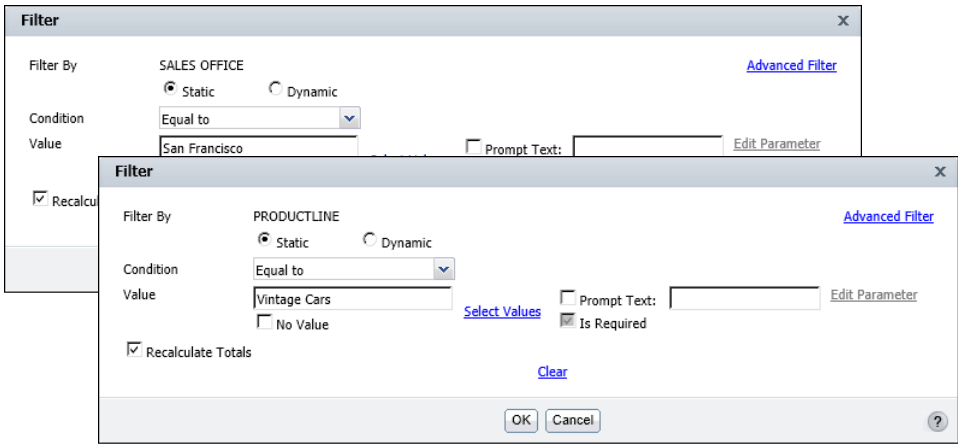 Filter x
Filter By SALES OFFICE Advanced Filter
Static Dynamic
Condition Equal to
Value San Francisco Prompt Text: Edit Parameter
Filter x
Recalcul
Filter By PRODUCTLINE Advanced Filter
Static Dynamic
Condition Equal to
Value Vintage Cars Prompt Text: Edit Parameter
Select Values
No Value Is Required
Recalculate Totals
Clear
OK Cancel ?